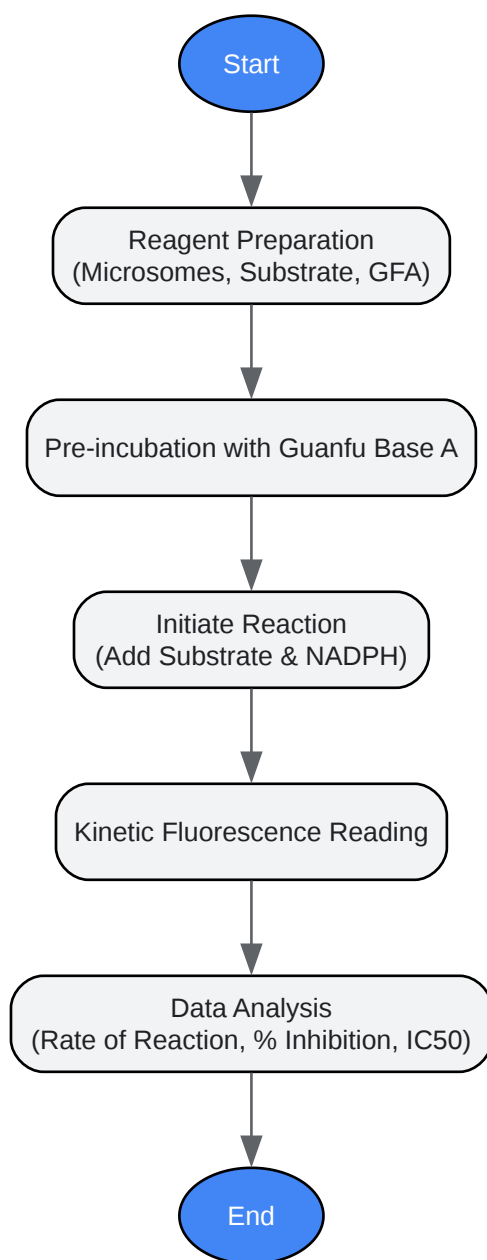 Start
Reagent Preparation
(Microsomes, Substrate, GFA)
Pre-incubation with Guanfu Base A
Initiate Reaction
(Add Substrate & NADPH)
Kinetic Fluorescence Reading
Data Analysis
(Rate of Reaction, % Inhibition, IC50)
End